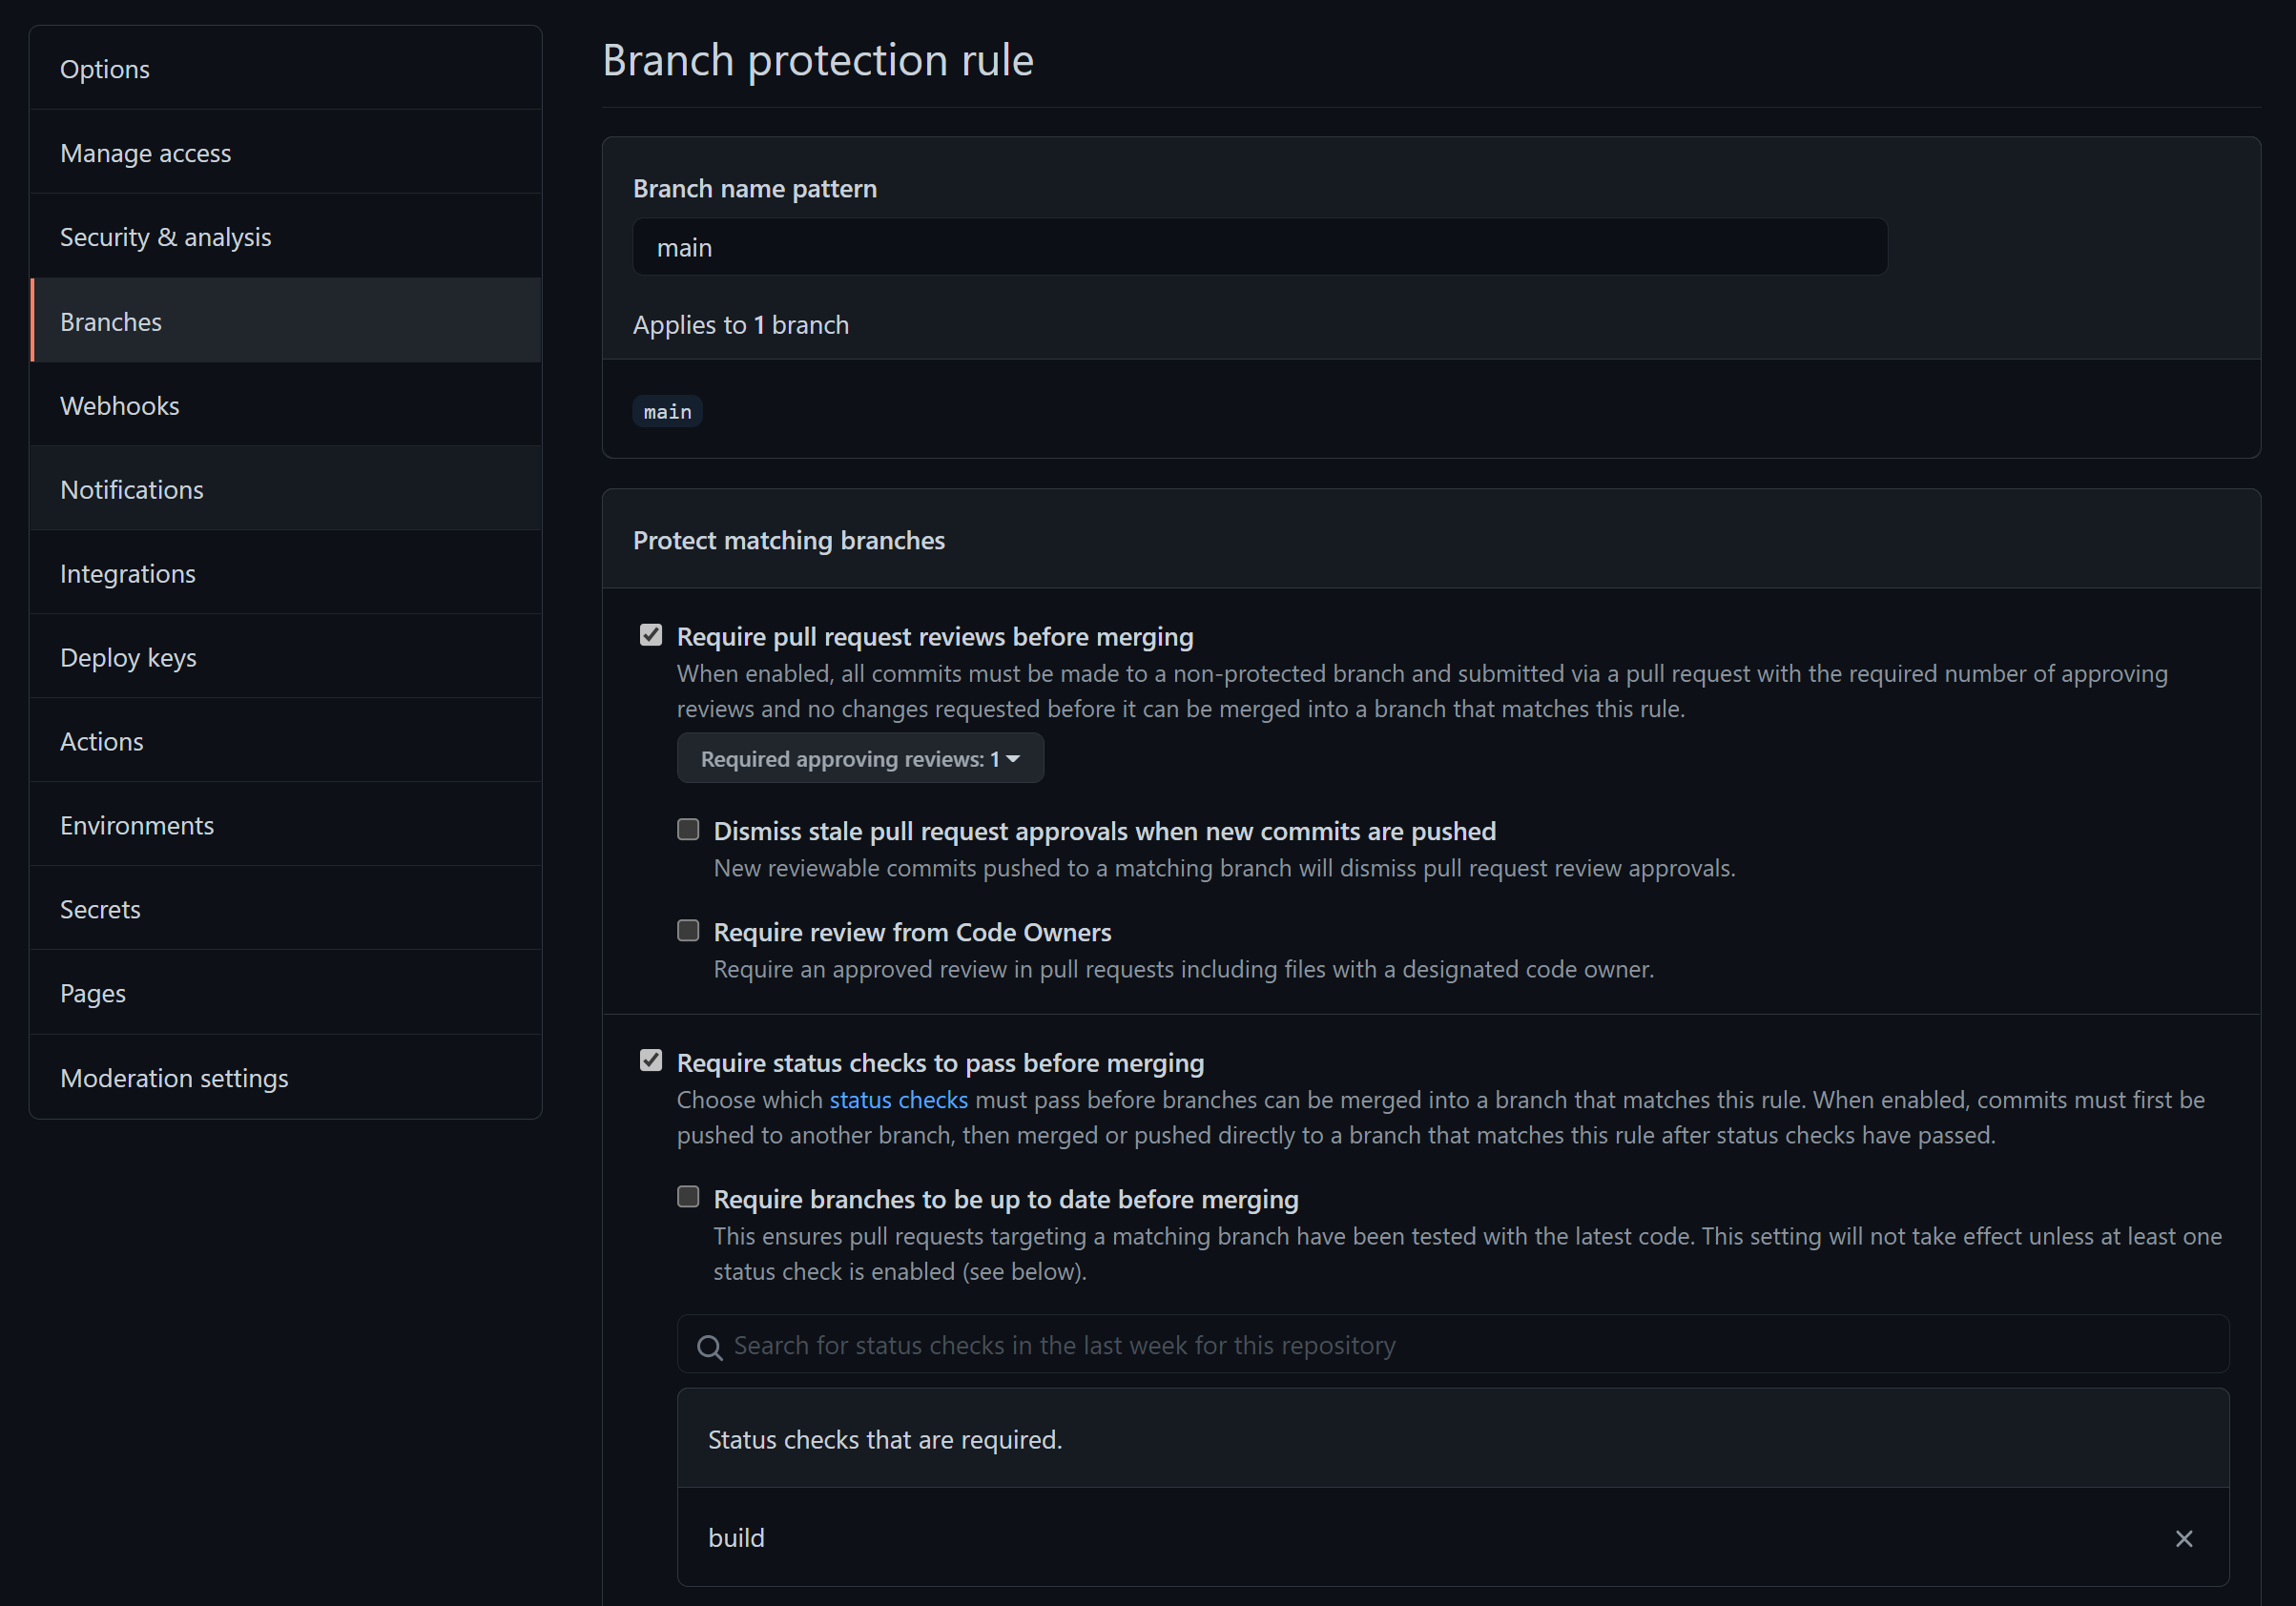 Options
Manage access
Security & analysis
Branches
Webhooks
Notifications
Integrations
Deploy keys
Actions
Environments
Secrets
Pages
Moderation settings
Branch protection rule
Branch name pattern
main
Applies to 1 branch
main
Protect matching branches
Require pull request reviews before merging
When enabled, all commits must be made to a non-protected branch and submitted via a pull request with the required number of approving
reviews and no changes requested before it can be merged into a branch that matches this rule.
Required approving reviews: 1
Dismiss stale pull request approvals when new commits are pushed
New reviewable commits pushed to a matching branch will dismiss pull request review approvals.
Require review from Code Owners
Require an approved review in pull requests including files with a designated code owner.
Require status checks to pass before merging
Choose which status checks must pass before branches can be merged into a branch that matches this rule. When enabled, commits must first be
pushed to another branch, then merged or pushed directly to a branch that matches this rule after status checks have passed.
Require branches to be up to date before merging
This ensures pull requests targeting a matching branch have been tested with the latest code. This setting will not take effect unless at least one
status check is enabled (see below).
Search for status checks in the last week for this repository
Status checks that are required.
build